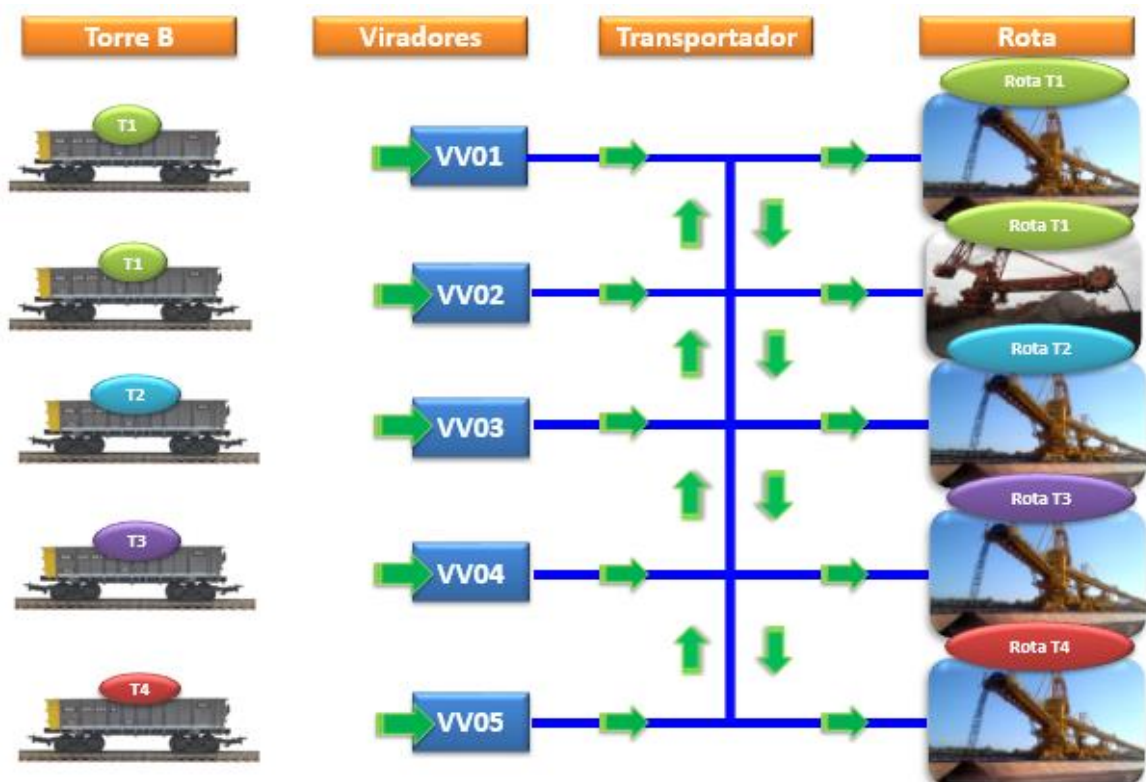 Torre B
Viradores
Transportador
Rota
T1
VV01
Rota T1
T1
VV02
Rota T1
T2
VV03
Rota T2
T3
VV04
Rota T3
T4
VV05
Rota T4